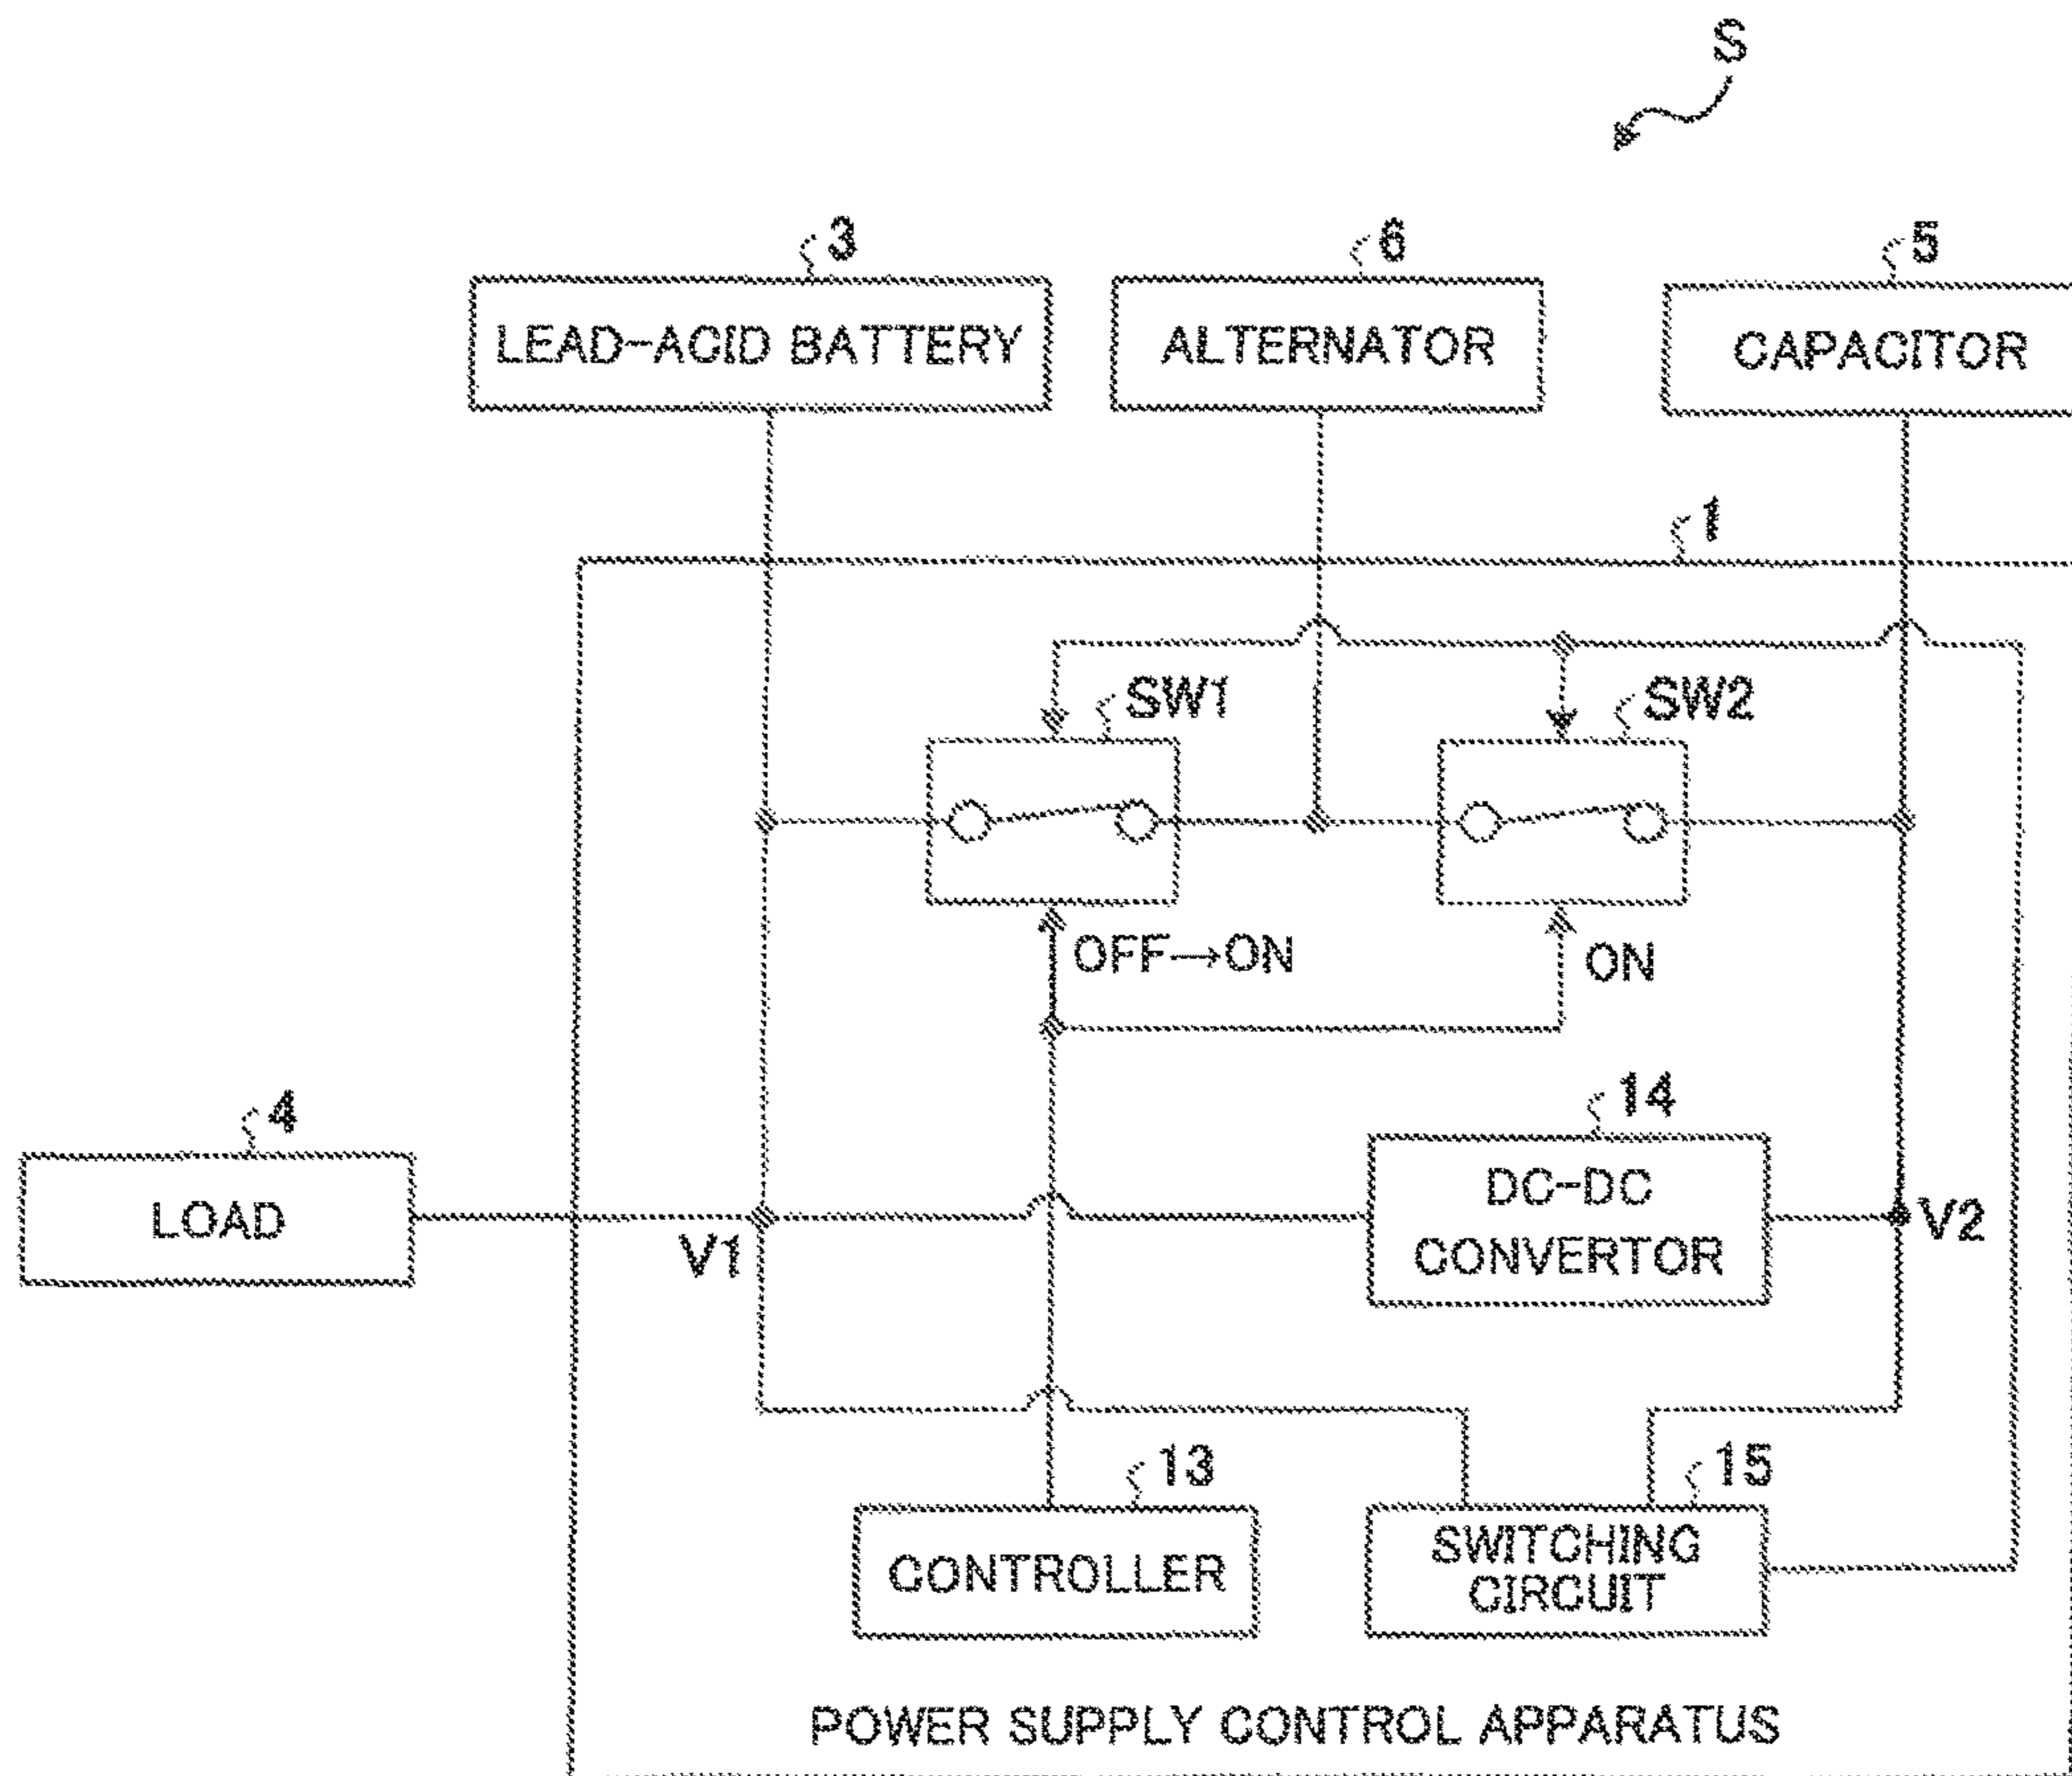 S
3
6
5
LEAD-ACID BATTERY
ALTERNATOR
CAPACITOR
1
SW1
SW2
OFF→ON
ON
4
14
LOAD
V1
DC-DC
CONVERTOR
V2
13
15
CONTROLLER
SWITCHING
CIRCUIT
POWER SUPPLY CONTROL APPARATUS